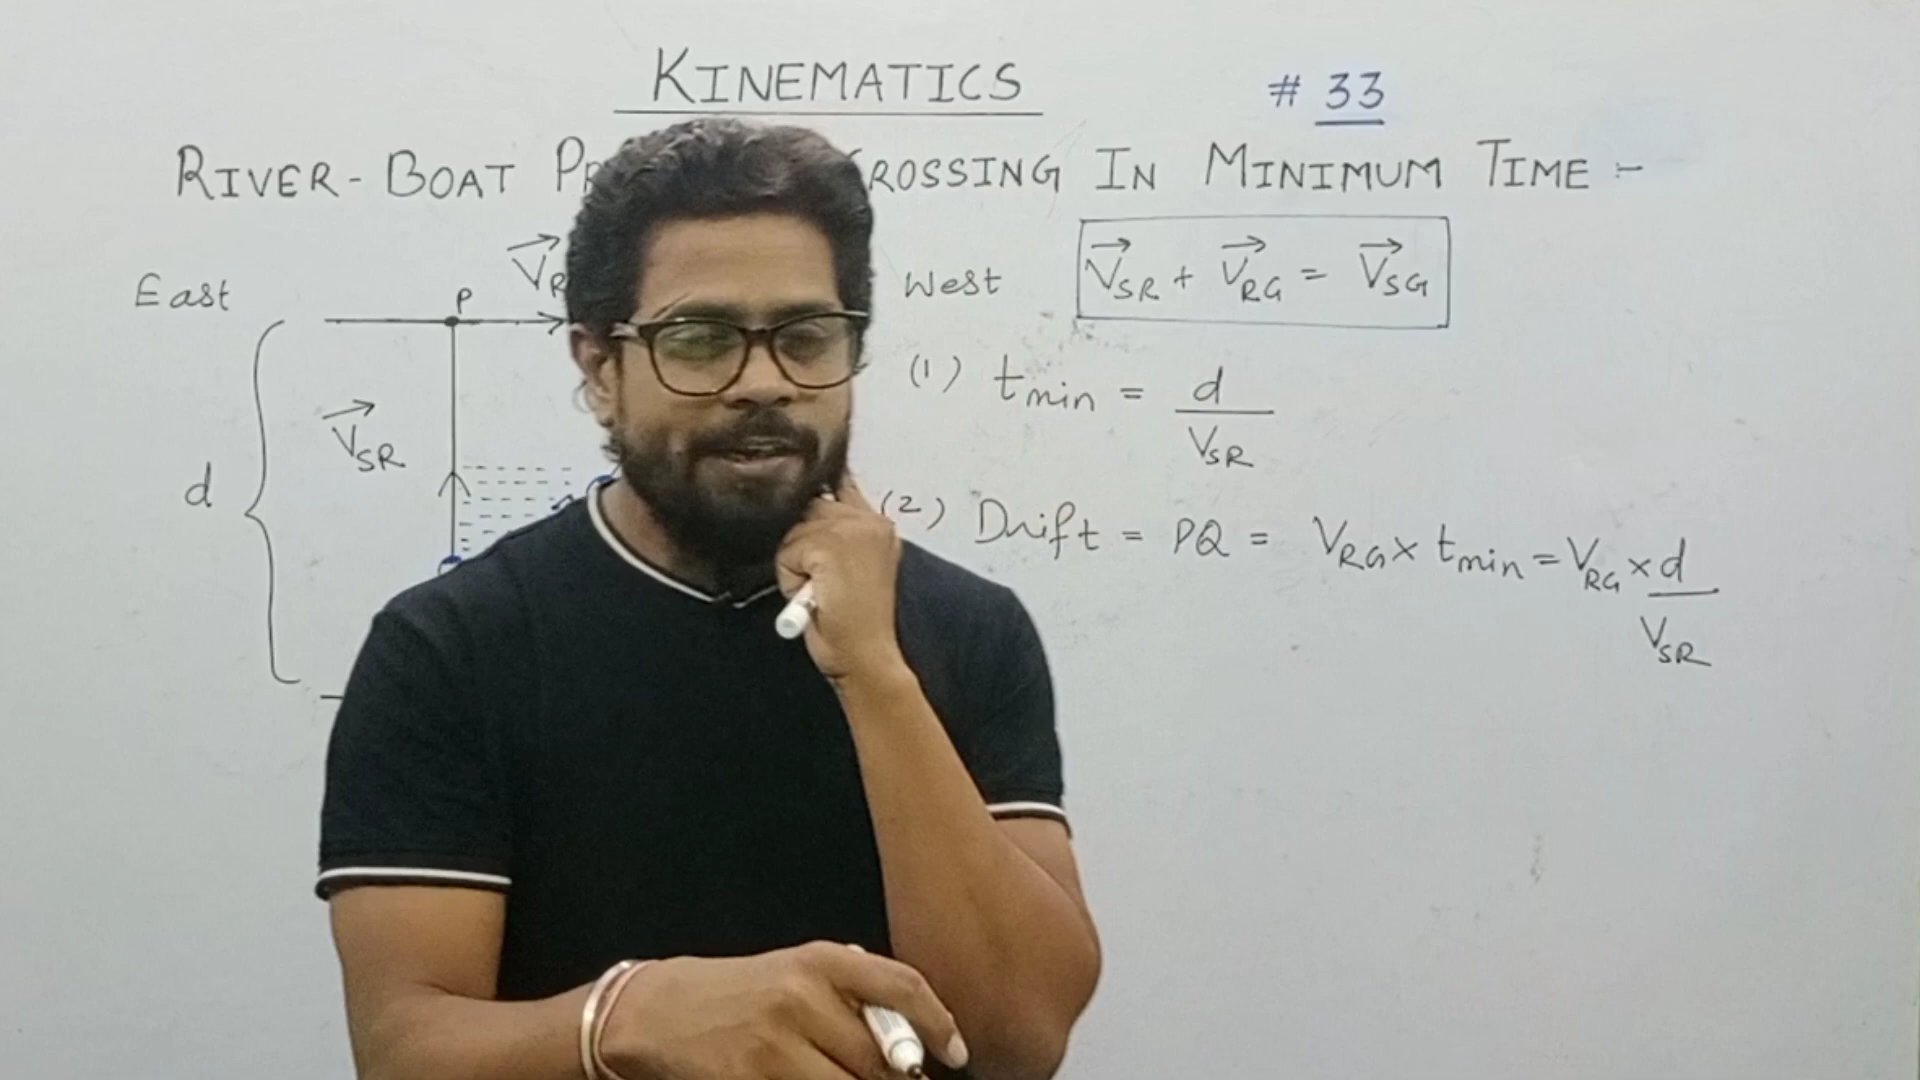 KINEMATICS
# 33
RIVER-BOAT CROSSING IN MINIMUM TIME :-
East
P
West
V⃗SR + V⃗RG = V⃗SG
(1) tmin = d / VSR
V⃗SR
d
(2) Drift = PQ = VRG × tmin = VRG × d / VSR